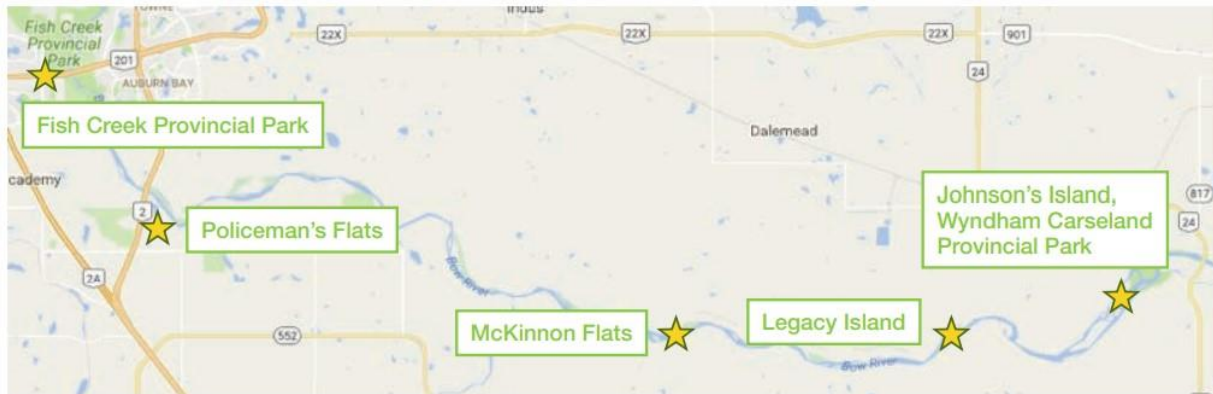 Indus
Fish Creek
Provincial
Park
22X
22X
22X
901
201
24
AUBURN BAY
Fish Creek Provincial Park
Dalemead
cademy
Johnson's Island,
Wyndham Carseland
Provincial Park
817
2
24
Policeman's Flats
2A
Bow River
McKinnon Flats
Legacy Island
552
Bow River